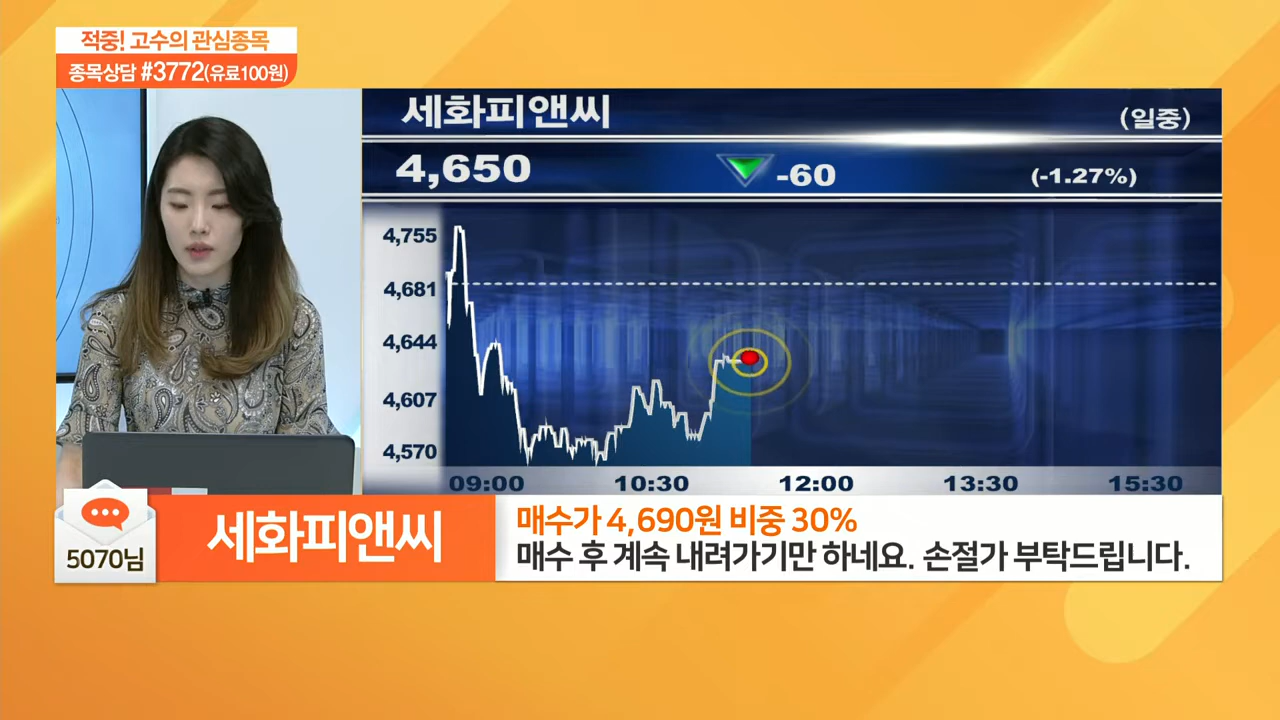 적중! 고수의 관심종목
종목상담 #3772(유료100원)
세화피앤씨
(일중)
4,650 -60 (-1.27%)
4,755
4,681
4,644
4,607
4,570
09:00 10:30 12:00 13:30 15:30
5070님
세화피앤씨
매수가 4,690원 비중 30%
매수 후 계속 내려가기만 하네요. 손절가 부탁드립니다.